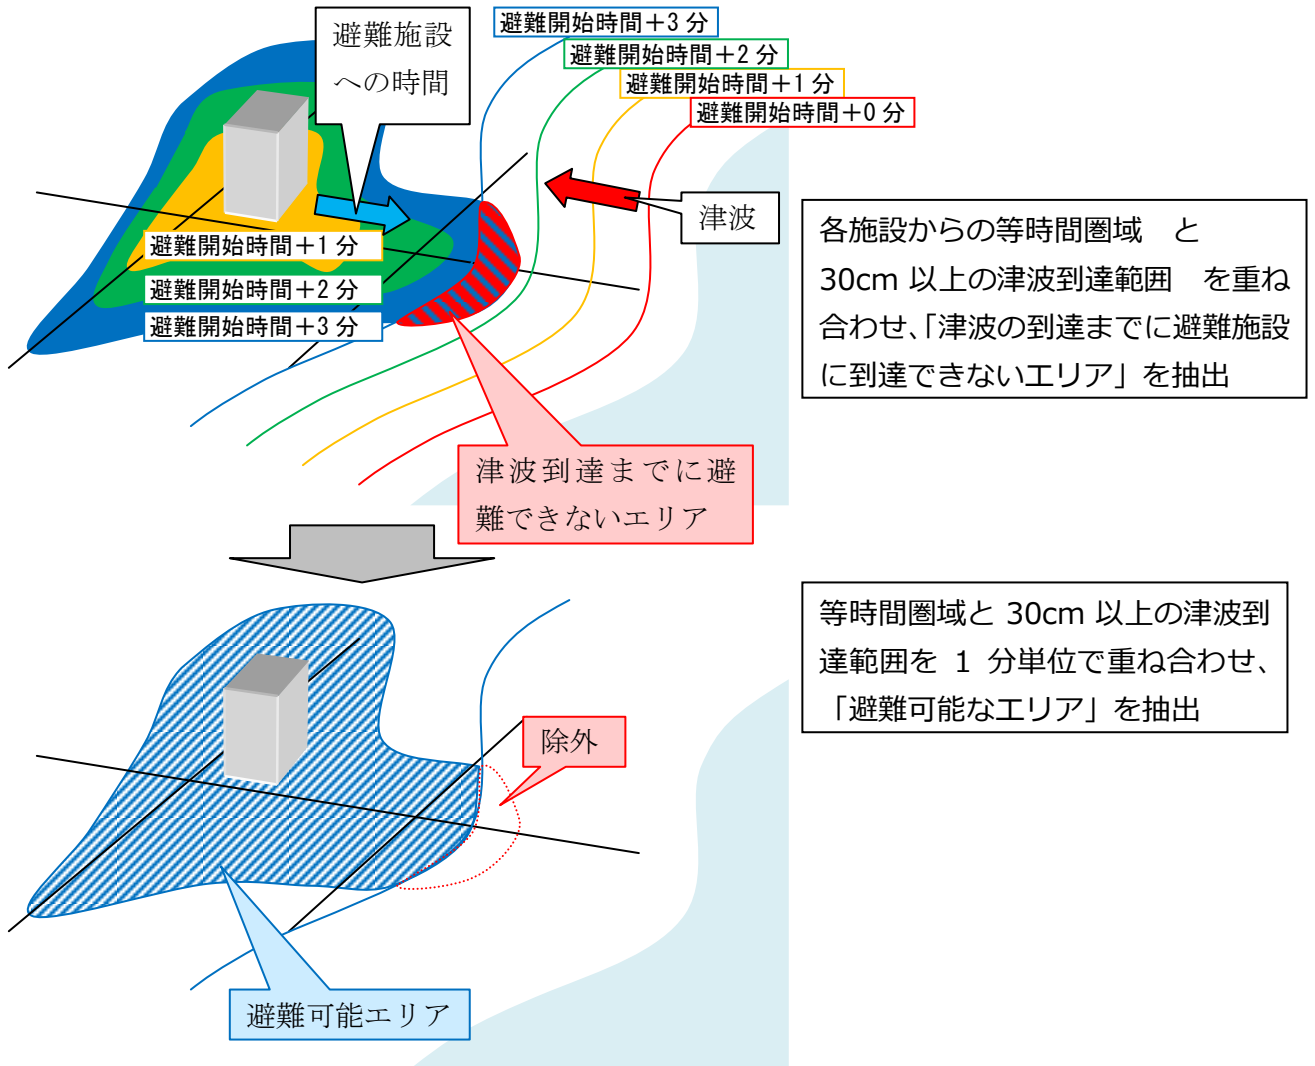 避難施設
への時間
避難開始時間＋3 分
避難開始時間＋2 分
避難開始時間＋1 分
避難開始時間＋0 分
津波
避難開始時間＋1 分
避難開始時間＋2 分
避難開始時間＋3 分
各施設からの等時間圏域　と
30cm 以上の津波到達範囲　を重ね
合わせ、「津波の到達までに避難施設
に到達できないエリア」を抽出
津波到達までに避
難できないエリア
等時間圏域と 30cm 以上の津波到
達範囲を 1 分単位で重ね合わせ、
「避難可能なエリア」を抽出
除外
避難可能エリア